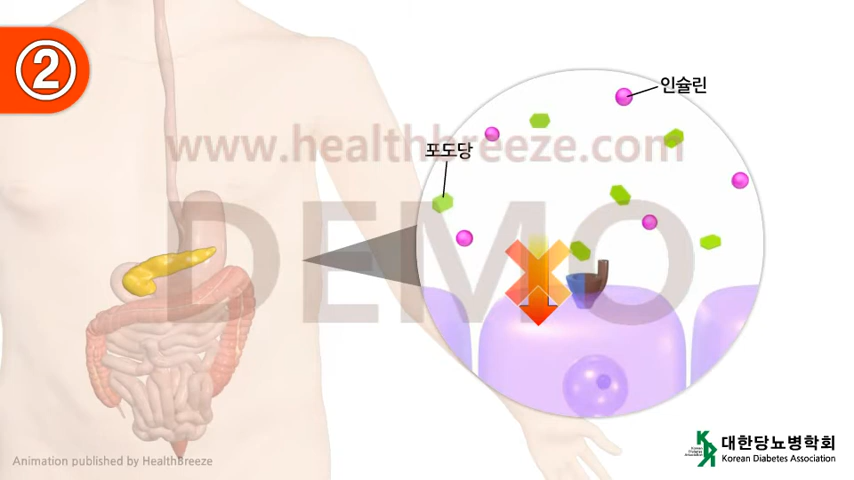 ②
인슐린
www.healthbreeze.com
포도당
DEMO
대한당뇨병학회
Korean Diabetes Association
Animation published by HealthBreeze